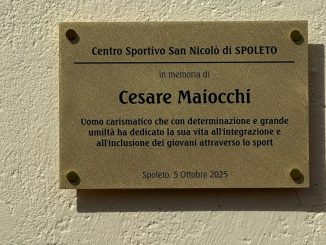 Centro Sportivo San Nicolò di SPOLETO
in memoria di
Cesare Maiocchi
Uomo carismatico che con determinazione e grande
umiltà ha dedicato la sua vita all'integrazione e
all'inclusione dei giovani attraverso lo sport
Spoleto, 5 Ottobre 2025